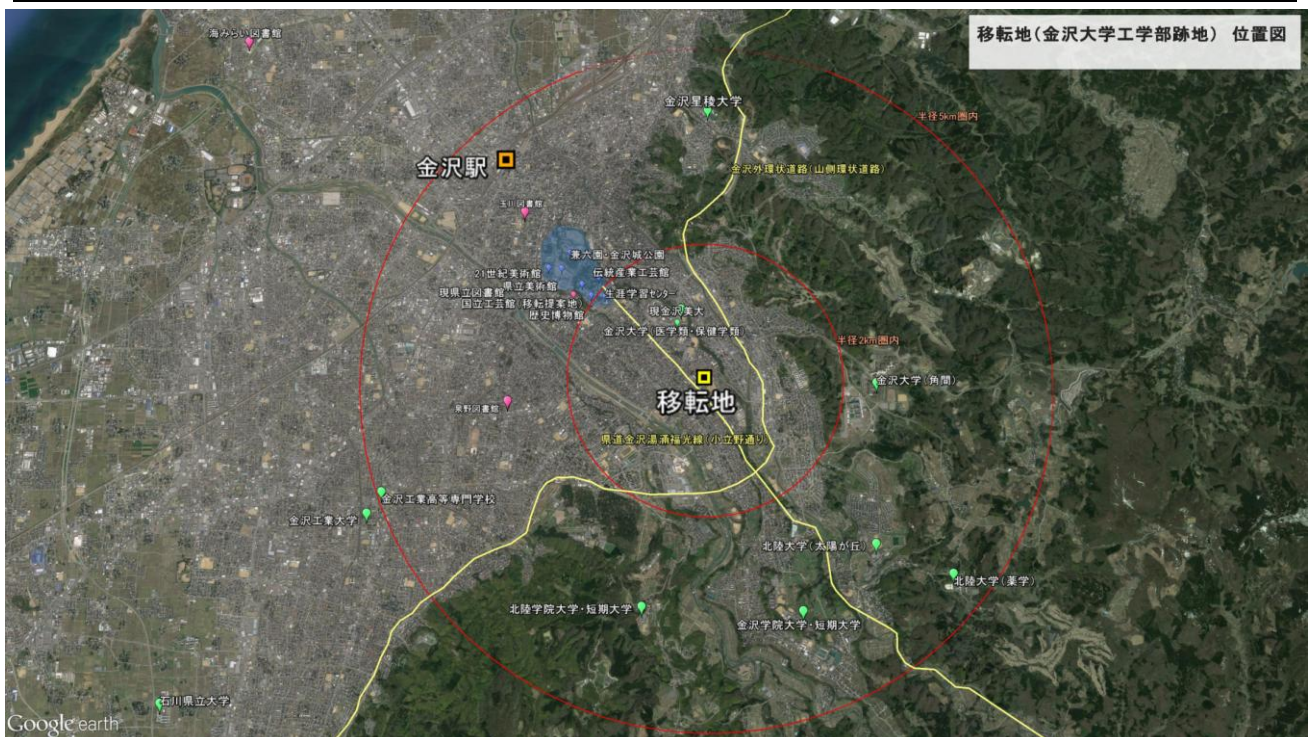 移転地(金沢大学工学部跡地) 位置図
海みらい図書館
金沢星稜大学
半径5km圏内
金沢駅
金沢外環状道路(山側環状道路)
玉川図書館
兼六園・金沢城公園
21世紀美術館
伝統産業工芸館
県立美術館
現県立図書館
生涯学習センター
国立工芸館(移転提案地)
歴史博物館
現金沢美大
金沢大学(医学類・保健学類)
半径2km圏内
金沢大学(角間)
移転地
泉野図書館
県道金沢湯涌福光線(小立野通り)
金沢工業高等専門学校
金沢工業大学
北陸大学(太陽が丘)
北陸大学(薬学)
北陸学院大学・短期大学
金沢学院大学・短期大学
石川県立大学
Google earth